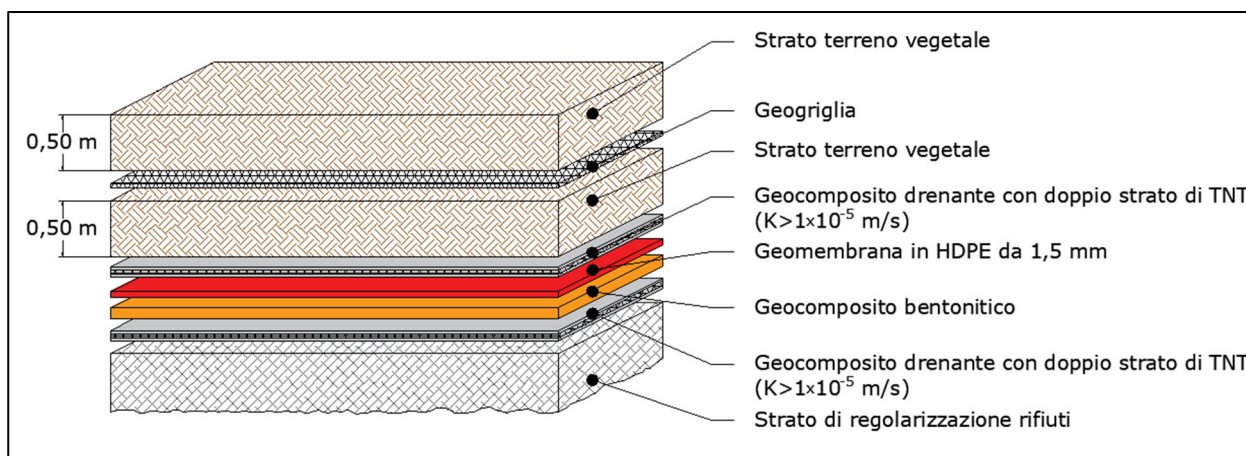 Strato terreno vegetale
0,50 m
Geogriglia
Strato terreno vegetale
0,50 m
Geocomposito drenante con doppio strato di TNT
(K>1x10⁻⁵ m/s)
Geomembrana in HDPE da 1,5 mm
Geocomposito bentonitico
Geocomposito drenante con doppio strato di TNT
(K>1x10⁻⁵ m/s)
Strato di regolarizzazione rifiuti